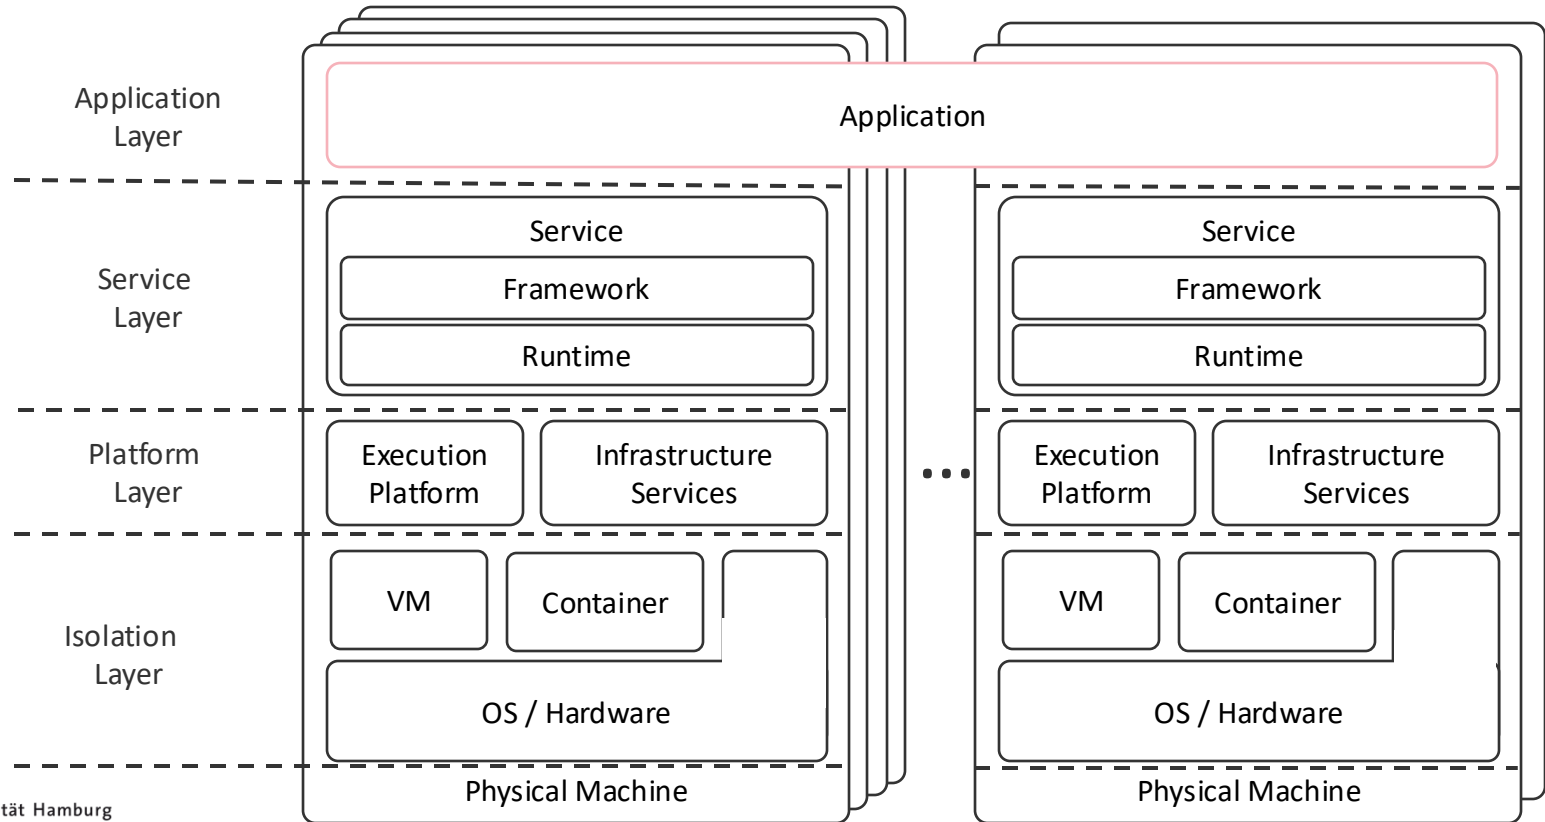 Application
Layer
Application
Service
Layer
Service
Framework
Runtime
Service
Framework
Runtime
Platform
Layer
Execution
Platform
Infrastructure
Services
...
Execution
Platform
Infrastructure
Services
Isolation
Layer
VM
Container
OS / Hardware
VM
Container
OS / Hardware
Physical Machine
Physical Machine
tät Hamburg